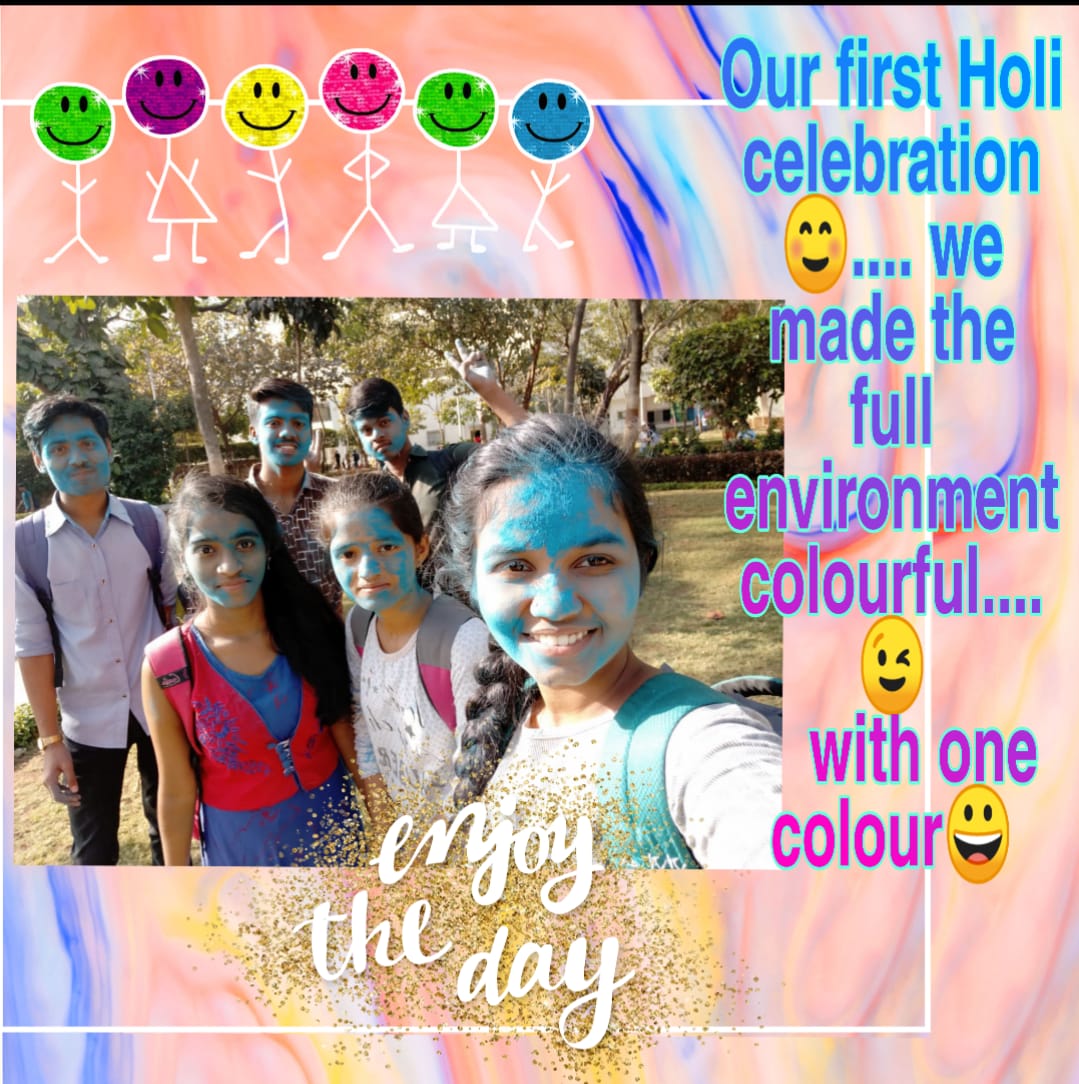 Our first Holi
celebration
😊.... we
made the
full
environment
colourful....
😉
with one
colour😀
enjoy
the day